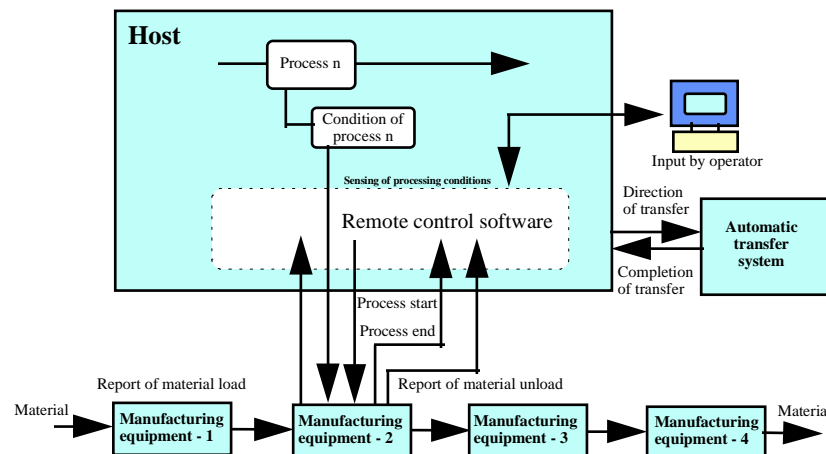 Host
Process n
Condition of
process n
Input by operator
Sensing of processing conditions
Remote control software
Direction
of transfer
Automatic
transfer
system
Completion
of transfer
Process start
Process end
Report of material load
Report of material unload
Material
Manufacturing
equipment - 1
Manufacturing
equipment - 2
Manufacturing
equipment - 3
Manufacturing
equipment - 4
Material